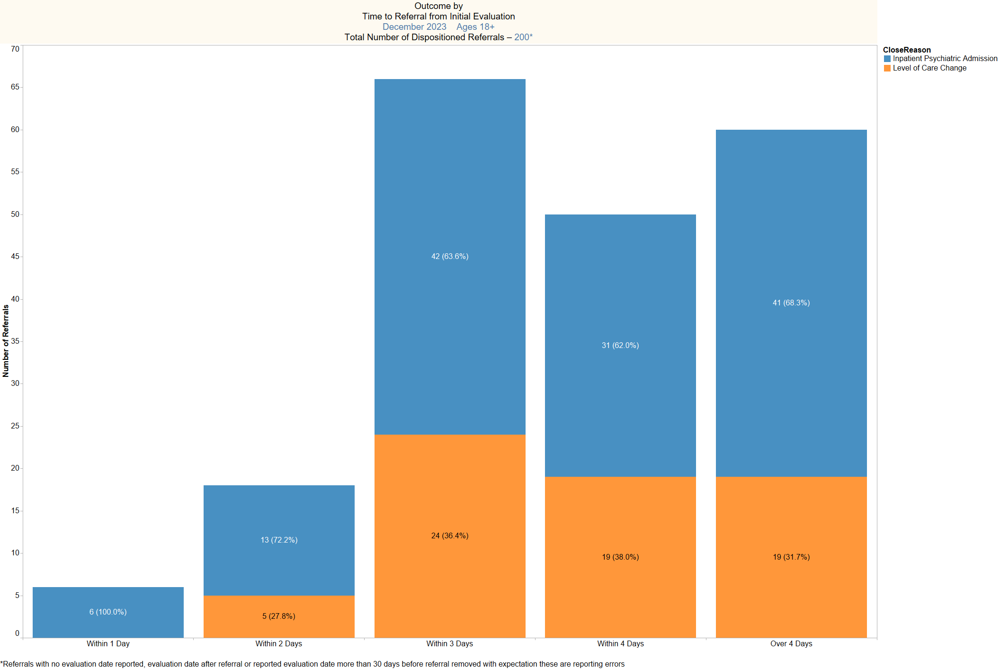 Outcome by
Time to Referral from Initial Evaluation
December 2023 Ages 18+
Total Number of Dispositioned Referrals – 200*
CloseReason
Inpatient Psychiatric Admission
Level of Care Change
Number of Referrals
70
65
60
55
50
45
40
35
30
25
20
15
10
5
0
6 (100.0%)
13 (72.2%)
5 (27.8%)
42 (63.6%)
24 (36.4%)
31 (62.0%)
19 (38.0%)
41 (68.3%)
19 (31.7%)
Within 1 Day
Within 2 Days
Within 3 Days
Within 4 Days
Over 4 Days
*Referrals with no evaluation date reported, evaluation date after referral or reported evaluation date more than 30 days before referral removed with expectation these are reporting errors